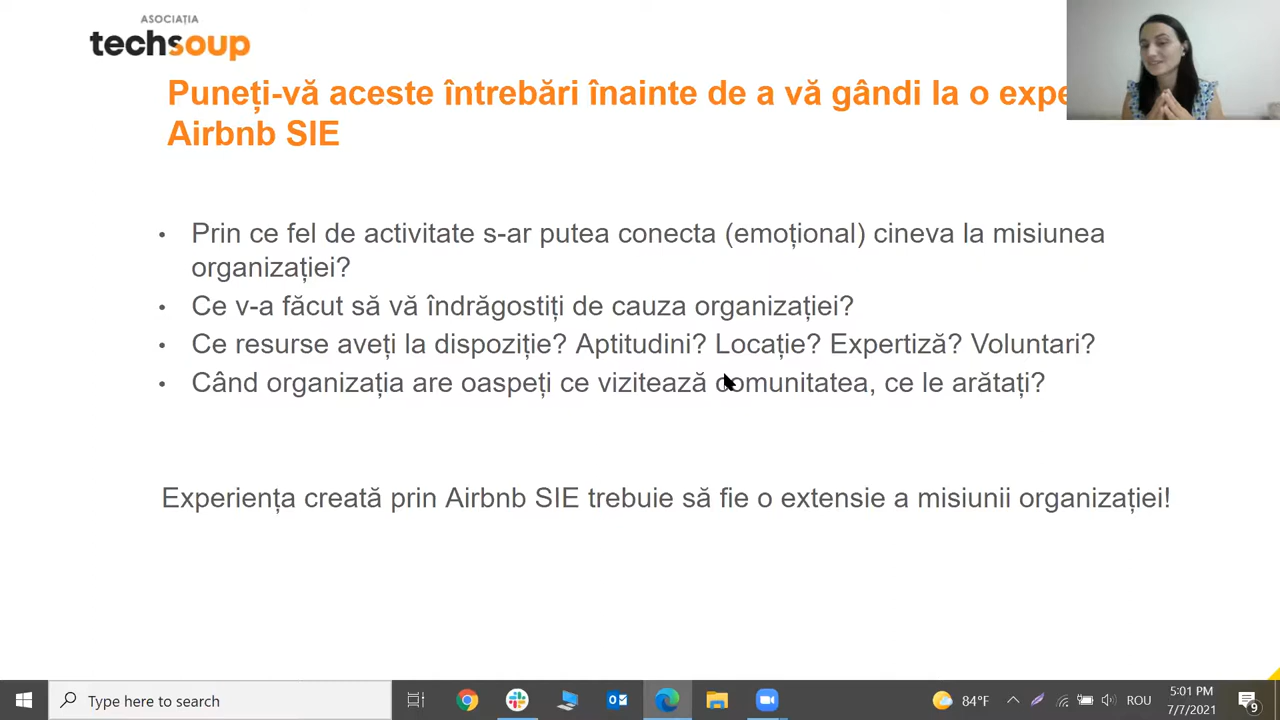 ASOCIAȚIA
techsoup
Puneți-vă aceste întrebări înainte de a vă gândi la o
Airbnb SIE
• Prin ce fel de activitate s-ar putea conecta (emoțional) cineva la misiunea
organizației?
• Ce v-a făcut să vă îndrăgostiți de cauza organizației?
• Ce resurse aveți la dispoziție? Aptitudini? Locație? Expertiză? Voluntari?
• Când organizația are oaspeți ce vizitează comunitatea, ce le arătați?
Experiența creată prin Airbnb SIE trebuie să fie o extensie a misiunii organizației!
Type here to search
84°F
ROU
5:01 PM
7/7/2021
9